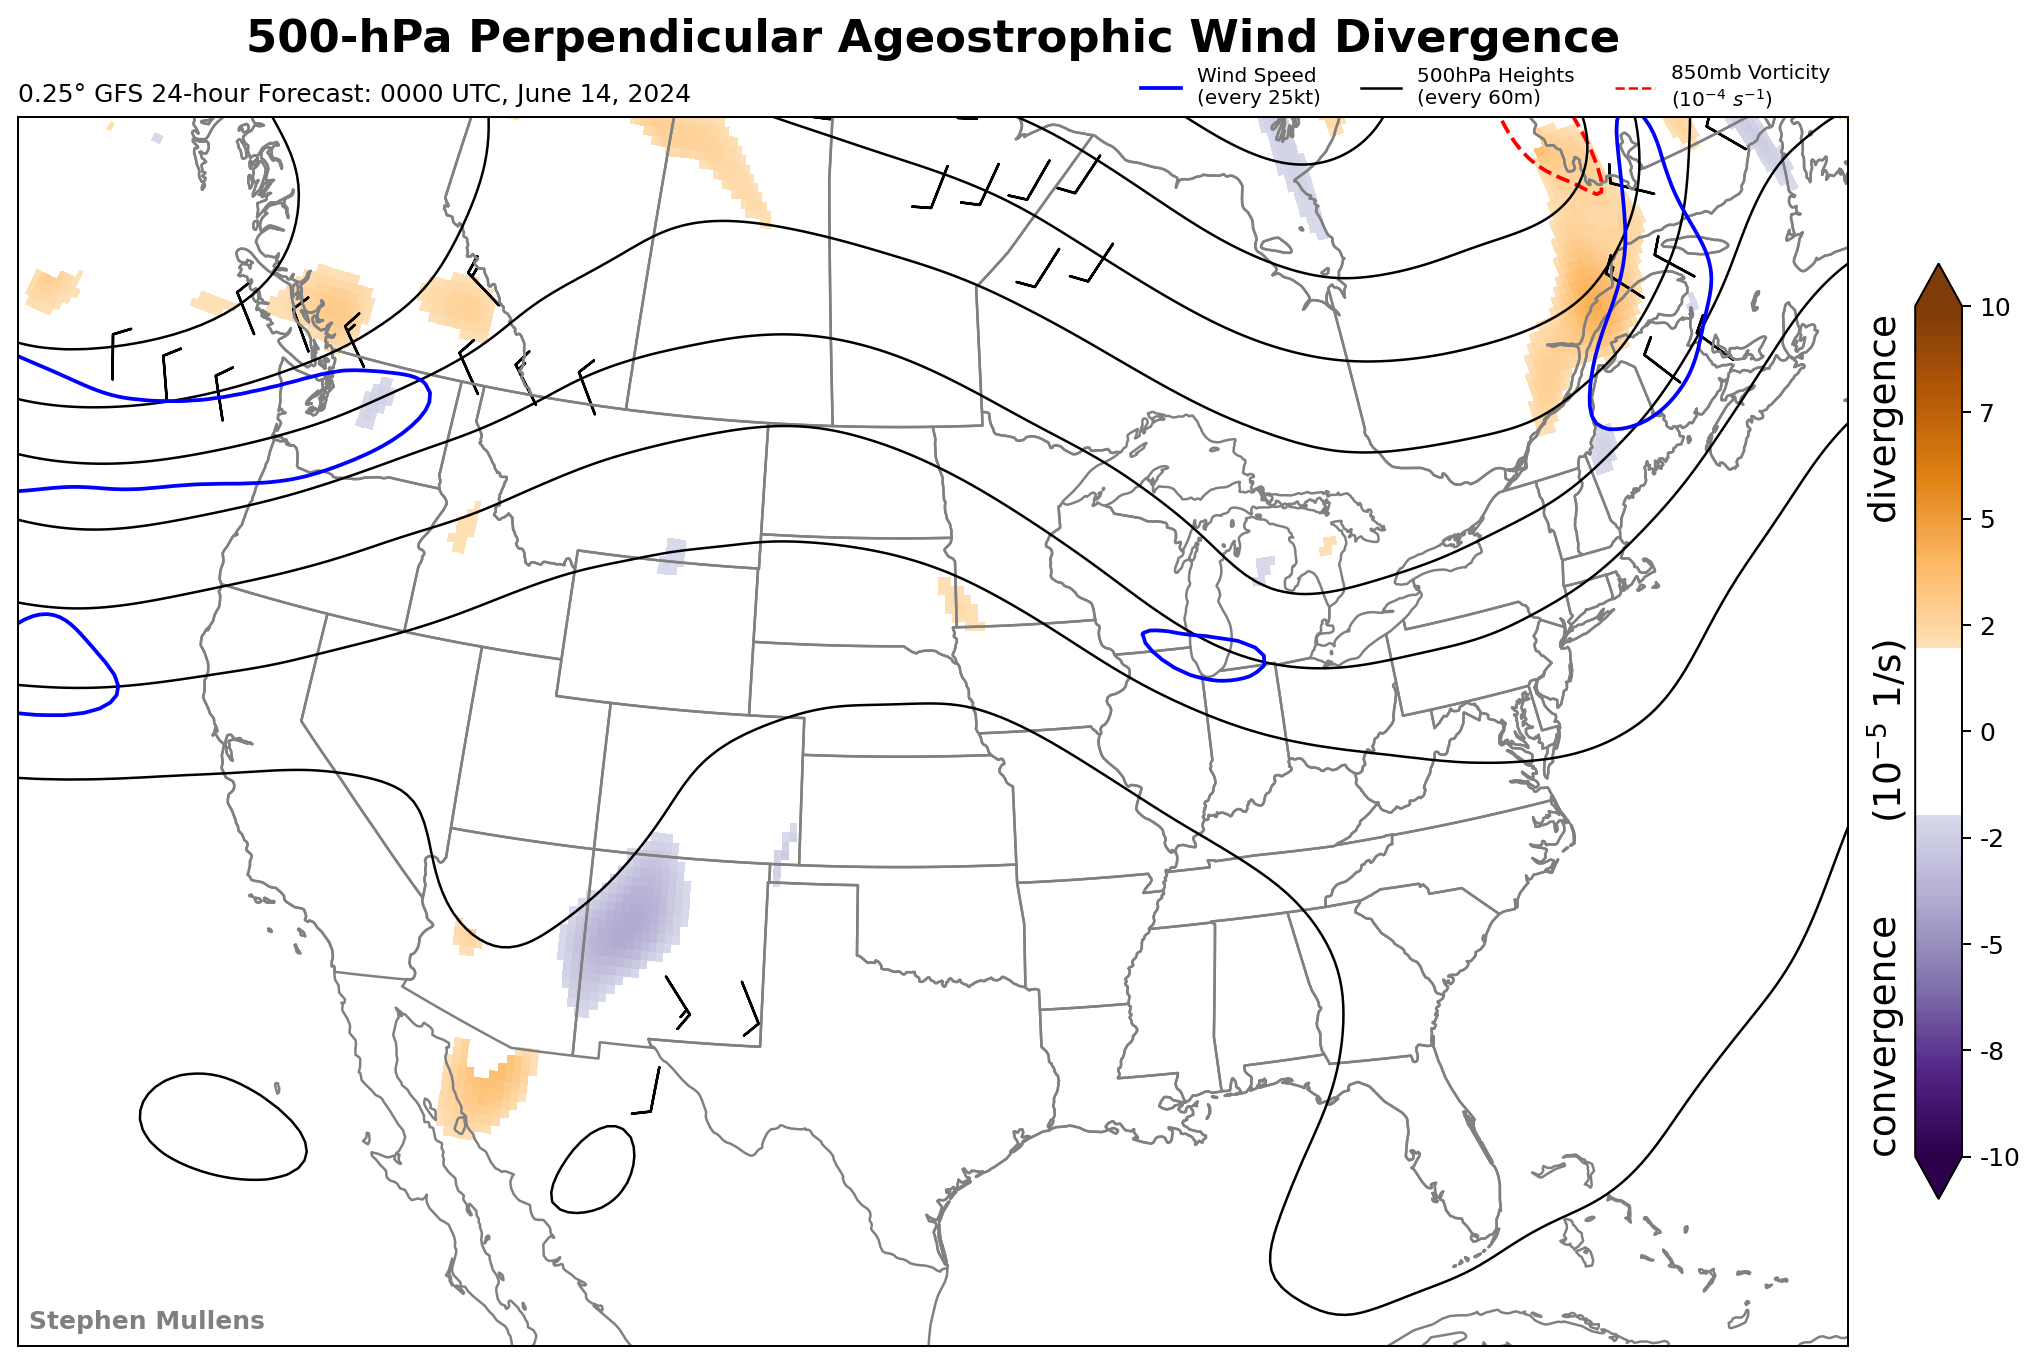 500-hPa Perpendicular Ageostrophic Wind Divergence
0.25° GFS 24-hour Forecast: 0000 UTC, June 14, 2024
Wind Speed
(every 25kt)
500hPa Heights
(every 60m)
850mb Vorticity
(10⁻⁴ s⁻¹)
10
7
5
2
0
-2
-5
-8
-10
convergence (10⁻⁵ 1/s) divergence
Stephen Mullens